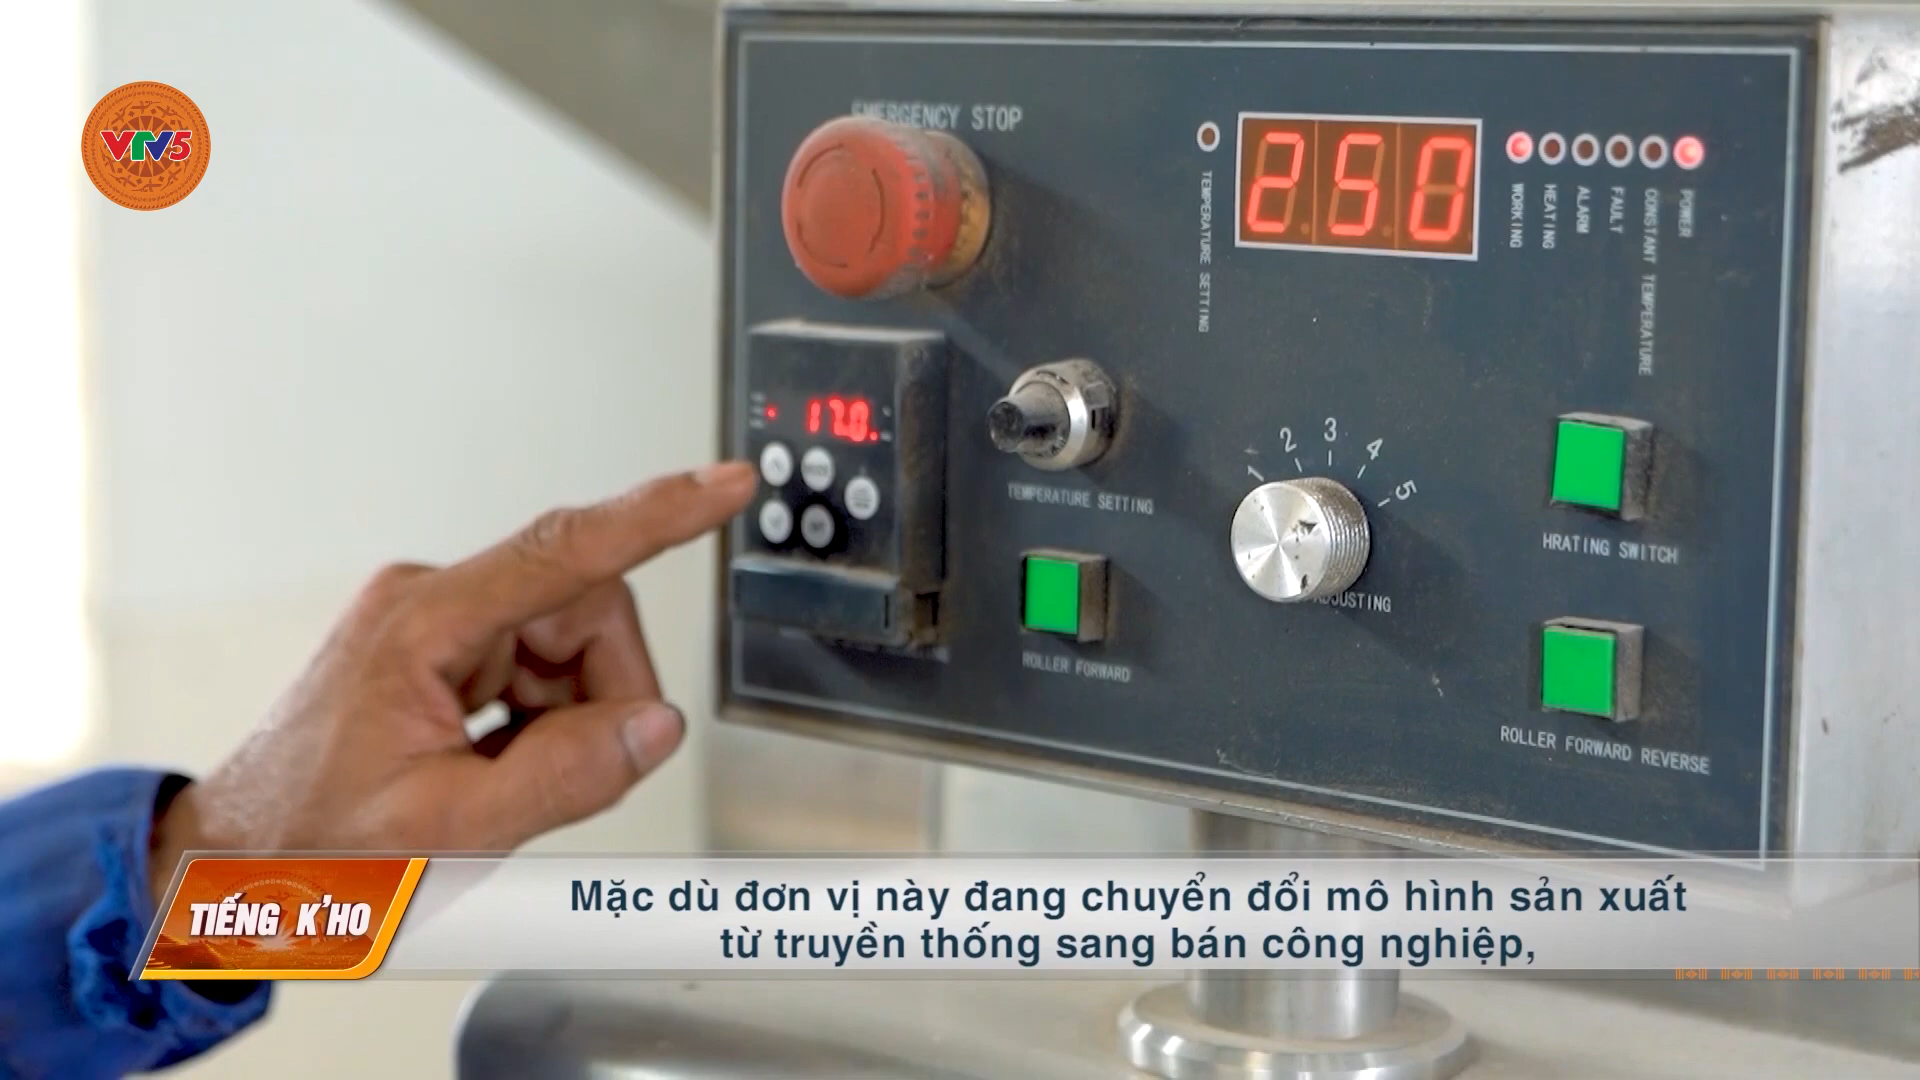 VTV5
EMERGENCY STOP
250
TEMPERATURE SETTING
WORKING
HEATING
ALARM
FAULT
CONSTANT TEMPERATURE
POWER
17.0.
TEMPERATURE SETTING
1 2 3 4 5
ADJUSTING
HRATING SWITCH
ROLLER FORWARD
ROLLER FORWARD REVERSE
TIẾNG K'HO
Mặc dù đơn vị này đang chuyển đổi mô hình sản xuất
từ truyền thống sang bán công nghiệp,